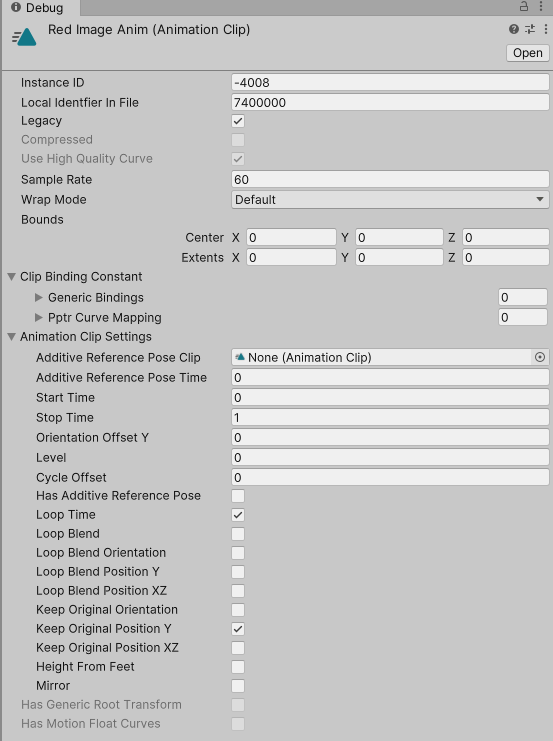 Debug
Red Image Anim (Animation Clip)
Open
Instance ID -4008
Local Identfier In File 7400000
Legacy
Compressed
Use High Quality Curve
Sample Rate 60
Wrap Mode Default
Bounds
Center X 0 Y 0 Z 0
Extents X 0 Y 0 Z 0
Clip Binding Constant
Generic Bindings 0
Pptr Curve Mapping 0
Animation Clip Settings
Additive Reference Pose Clip None (Animation Clip)
Additive Reference Pose Time 0
Start Time 0
Stop Time 1
Orientation Offset Y 0
Level 0
Cycle Offset 0
Has Additive Reference Pose
Loop Time
Loop Blend
Loop Blend Orientation
Loop Blend Position Y
Loop Blend Position XZ
Keep Original Orientation
Keep Original Position Y
Keep Original Position XZ
Height From Feet
Mirror
Has Generic Root Transform
Has Motion Float Curves